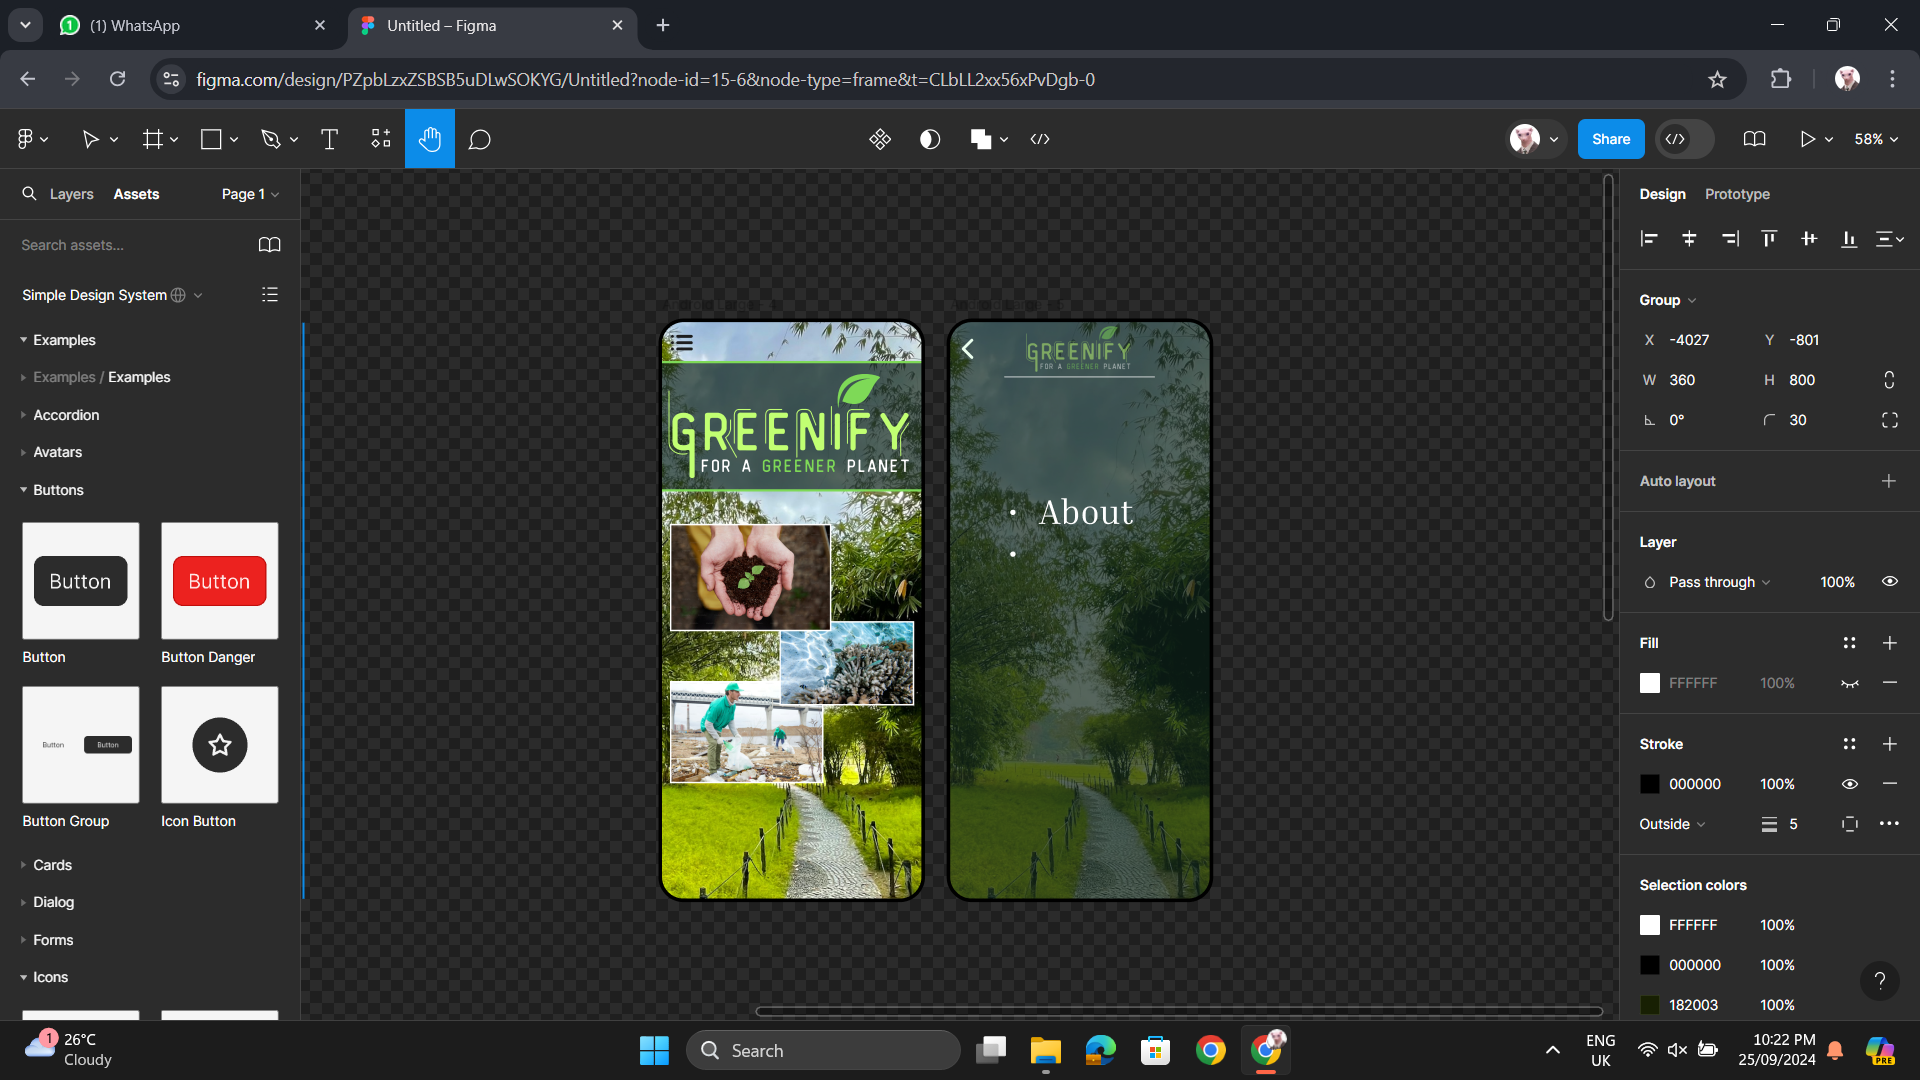 (1) WhatsApp
Untitled – Figma
figma.com/design/PZpbLzxZSBSB5uDLwSOKYG/Untitled?node-id=15-6&node-type=frame&t=CLbLL2xx56xPvDgb-0
Share
58%
Layers
Assets
Page 1
Search assets...
Simple Design System
Examples
Examples / Examples
Accordion
Avatars
Buttons
Button
Button
Button
Button Danger
Button
Button
Button Group
Icon Button
Cards
Dialog
Forms
Icons
GREENIFY
FOR A GREENER PLANET
GREENIFY
FOR A GREENER PLANET
• About
•
Design
Prototype
Group
X -4027
Y -801
W 360
H 800
0°
30
Auto layout
Layer
Pass through
100%
Fill
FFFFFF 100%
Stroke
000000 100%
Outside
5
Selection colors
FFFFFF 100%
000000 100%
182003 100%
?
1
26°C
Cloudy
Search
ENG
UK
10:22 PM
25/09/2024
PRE